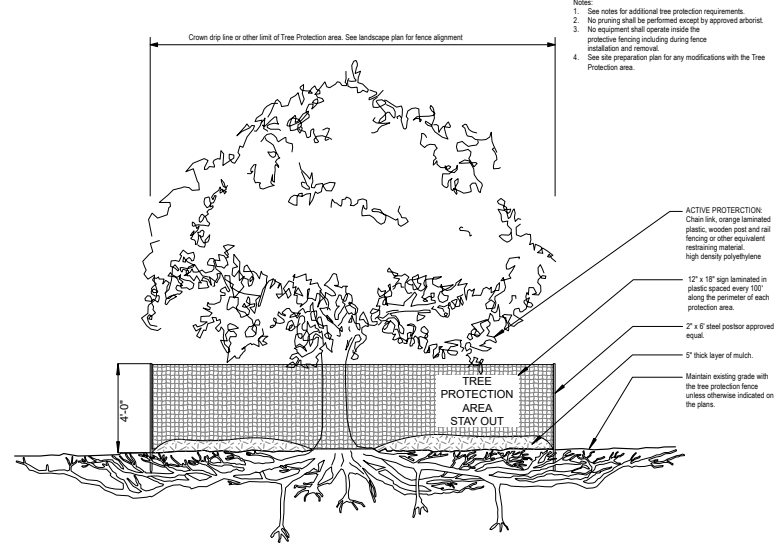 Notes:
1. See notes for additional tree protection requirements.
2. No pruning shall be performed except by approved arborist.
3. No equipment shall operate inside the
protective fencing including during fence
installation and removal.
4. See site preparation plan for any modifications with the Tree
Protection area.
Crown drip line or other limit of Tree Protection area. See landscape plan for fence alignment
ACTIVE PROTERCTION:
Chain link, orange laminated
plastic, wooden post and rail
fencing or other equivalent
restraining material.
high density polyethylene
12" x 18" sign laminated in
plastic spaced every 100'
along the perimeter of each
protection area.
2" x 6' steel postsor approved
equal.
5" thick layer of mulch.
Maintain existing grade with
the tree protection fence
unless otherwise indicated on
the plans.
4'-0"
TREE
PROTECTION
AREA
STAY OUT